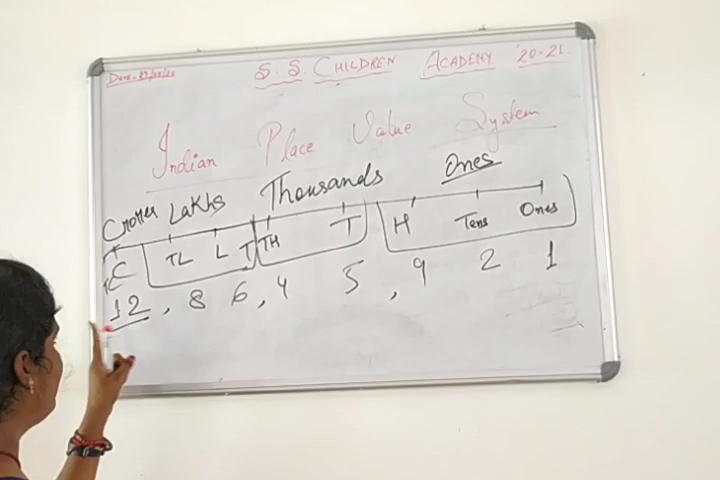 S. S. CHILDREN ACADEMY '20-21
Indian Place Value System
Crores Lakhs Thousands Ones
C TL L T TH T H Tens Ones
12 , 8 6 , 4 5 , 9 2 1